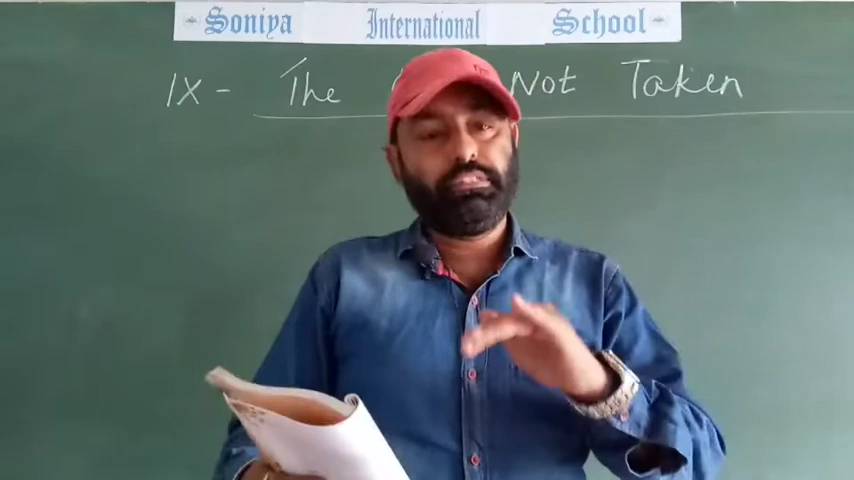 Soniya International School
IX - The Not Taken